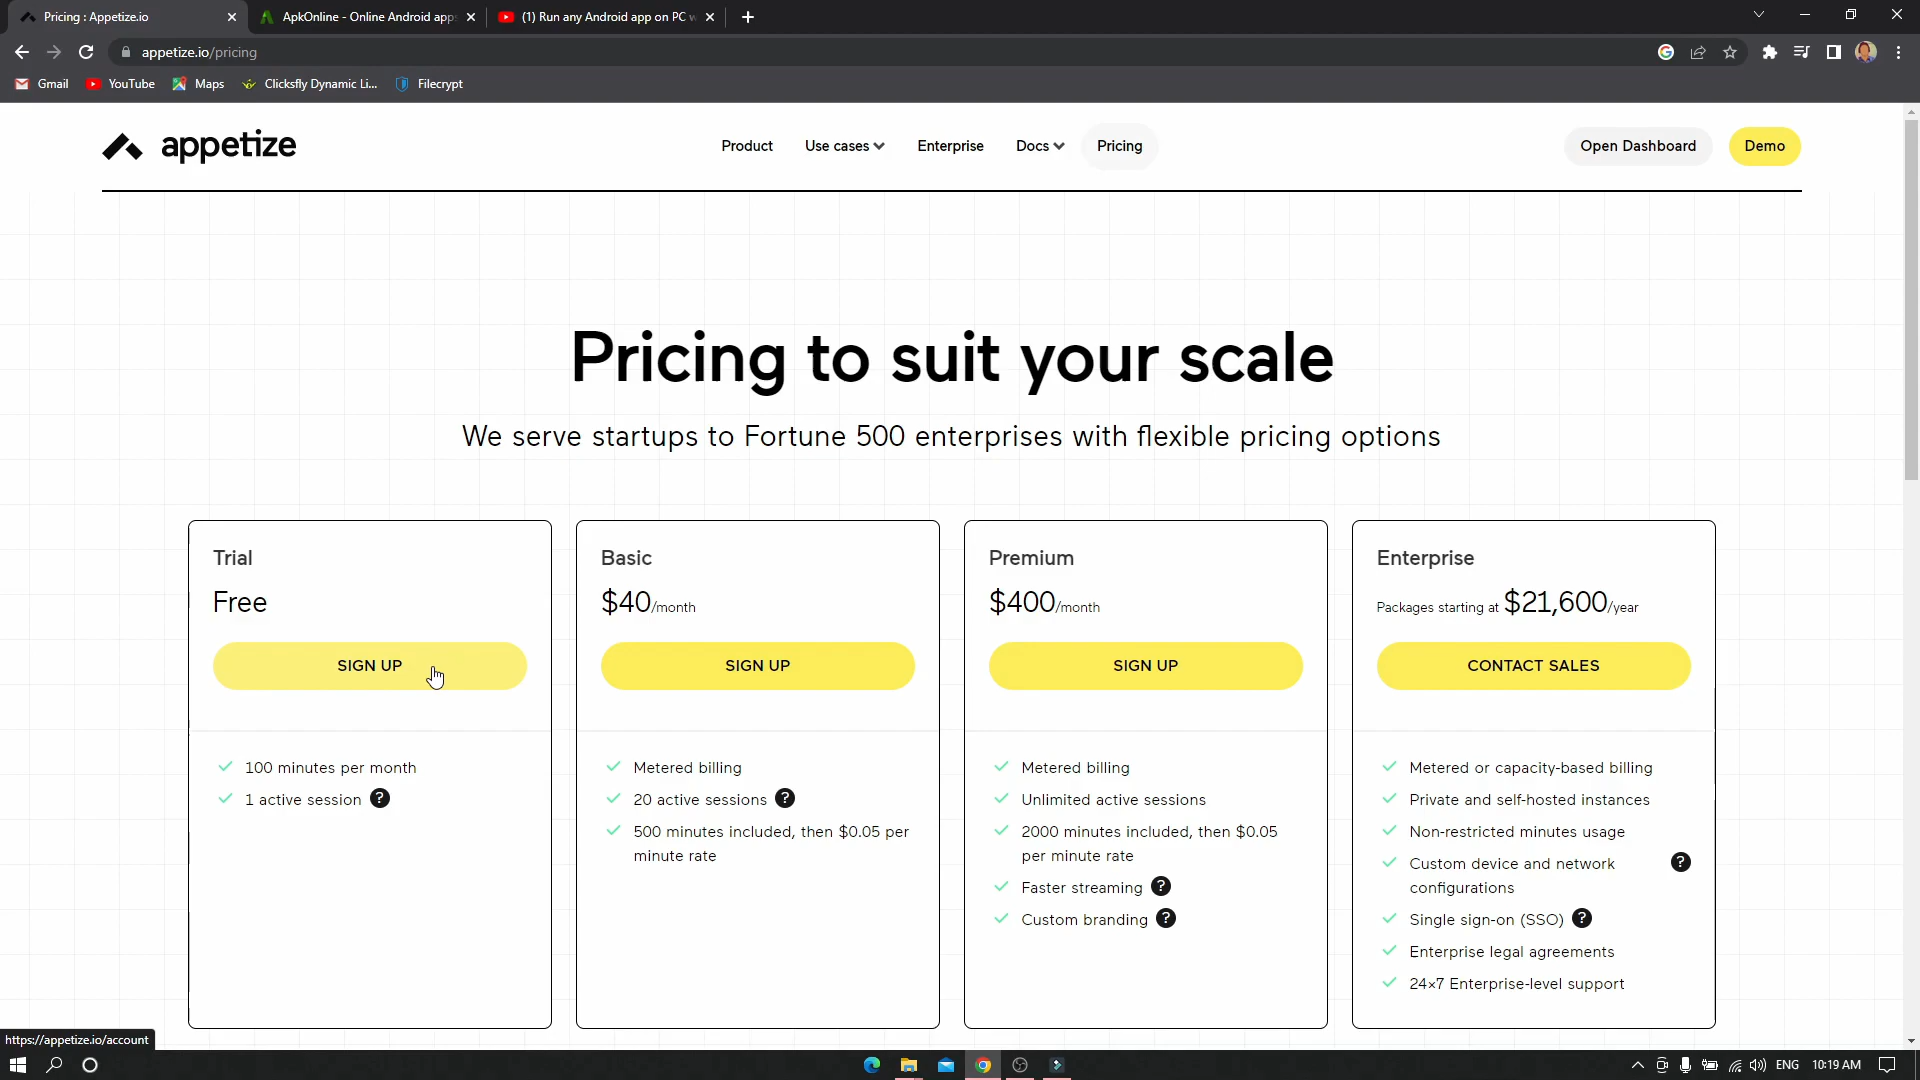 Pricing : Appetize.io
ApkOnline - Online Android apps
(1) Run any Android app on PC w
appetize.io/pricing
Gmail
YouTube
Maps
Clicksfly Dynamic Li...
Filecrypt
appetize
Product
Use cases
Enterprise
Docs
Pricing
Open Dashboard
Demo
Pricing to suit your scale
We serve startups to Fortune 500 enterprises with flexible pricing options
Trial
Free
SIGN UP
100 minutes per month
1 active session ?
Basic
$40/month
SIGN UP
Metered billing
20 active sessions ?
500 minutes included, then $0.05 per
minute rate
Premium
$400/month
SIGN UP
Metered billing
Unlimited active sessions
2000 minutes included, then $0.05
per minute rate
Faster streaming ?
Custom branding ?
Enterprise
Packages starting at $21,600/year
CONTACT SALES
Metered or capacity-based billing
Private and self-hosted instances
Non-restricted minutes usage
Custom device and network ?
configurations
Single sign-on (SSO) ?
Enterprise legal agreements
24×7 Enterprise-level support
https://appetize.io/account
ENG
10:19 AM